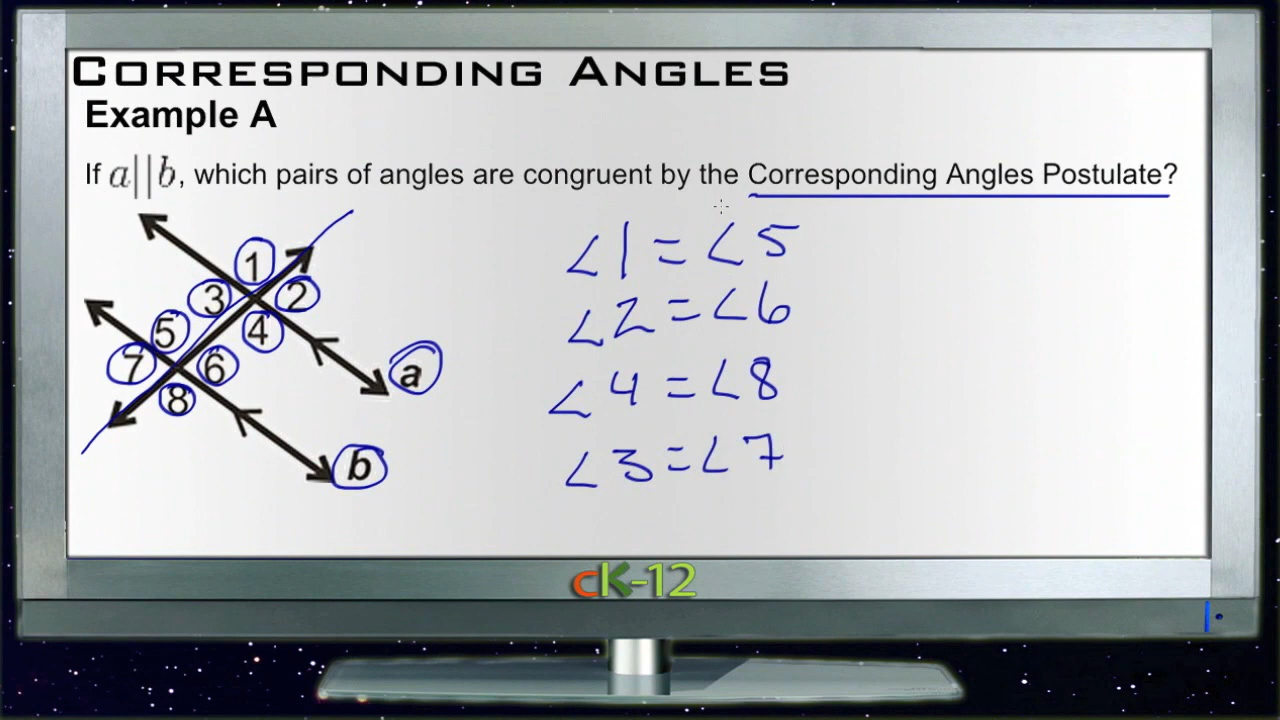 CORRESPONDING ANGLES
Example A
If a||b, which pairs of angles are congruent by the Corresponding Angles Postulate?
1
3 2
5 4
7 6
8
a
b
∠1 = ∠5
∠2 = ∠6
∠4 = ∠8
∠3 = ∠7
cK-12